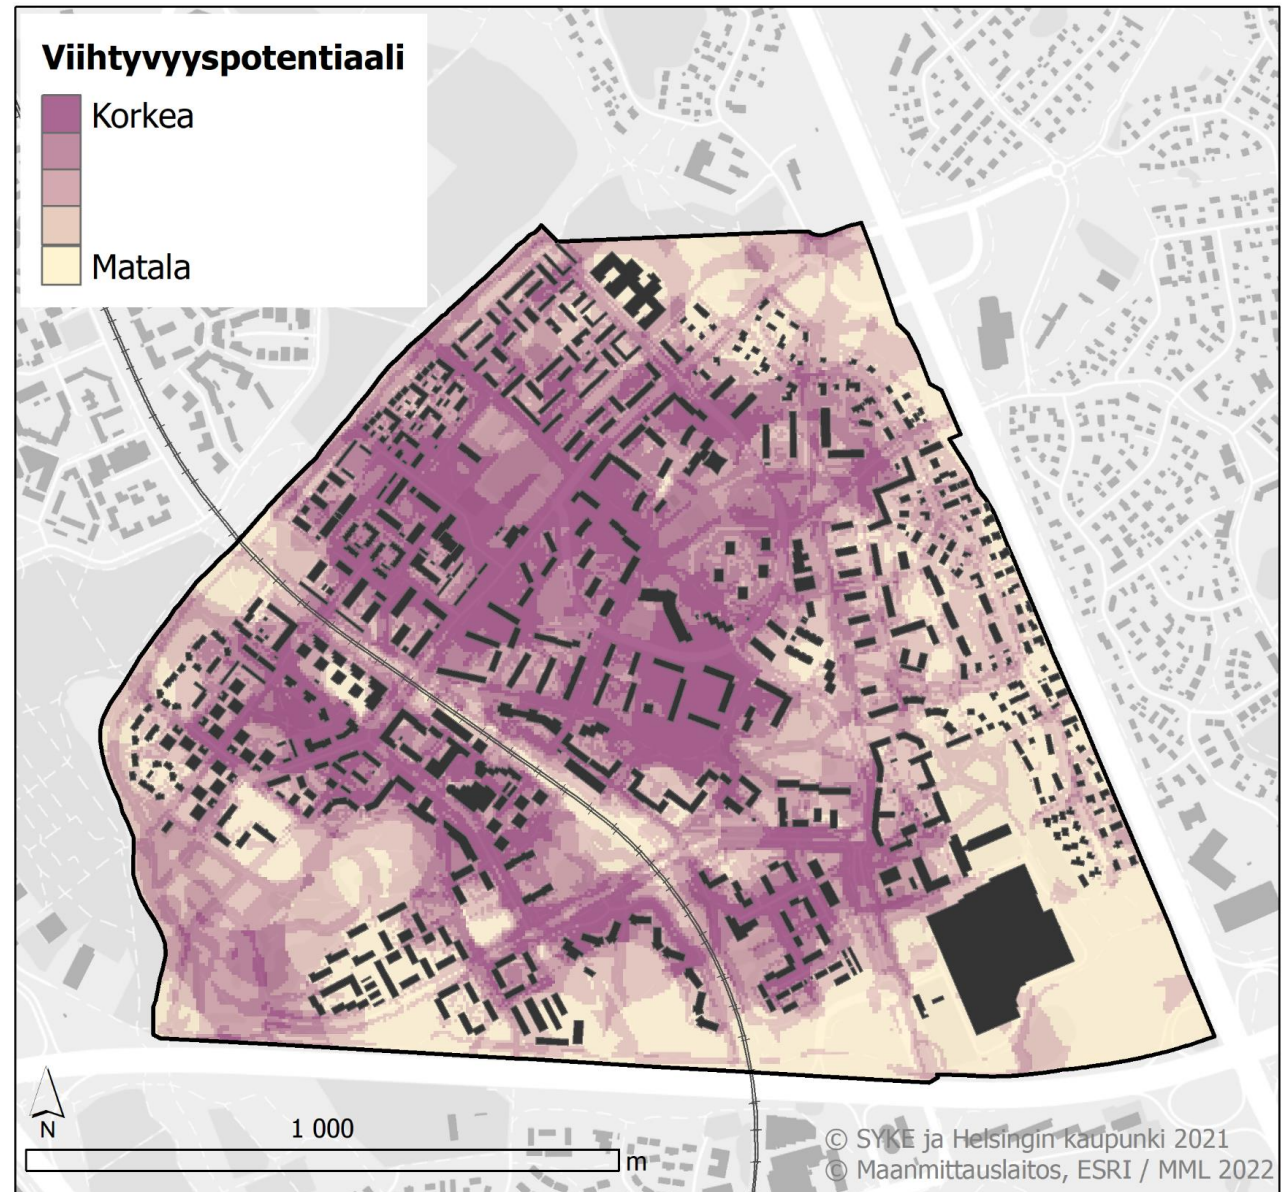 Viihtyvyyspotentiaali
Korkea
Matala
N
1 000
m
© SYKE ja Helsingin kaupunki 2021
© Maanmittauslaitos, ESRI / MML 2022